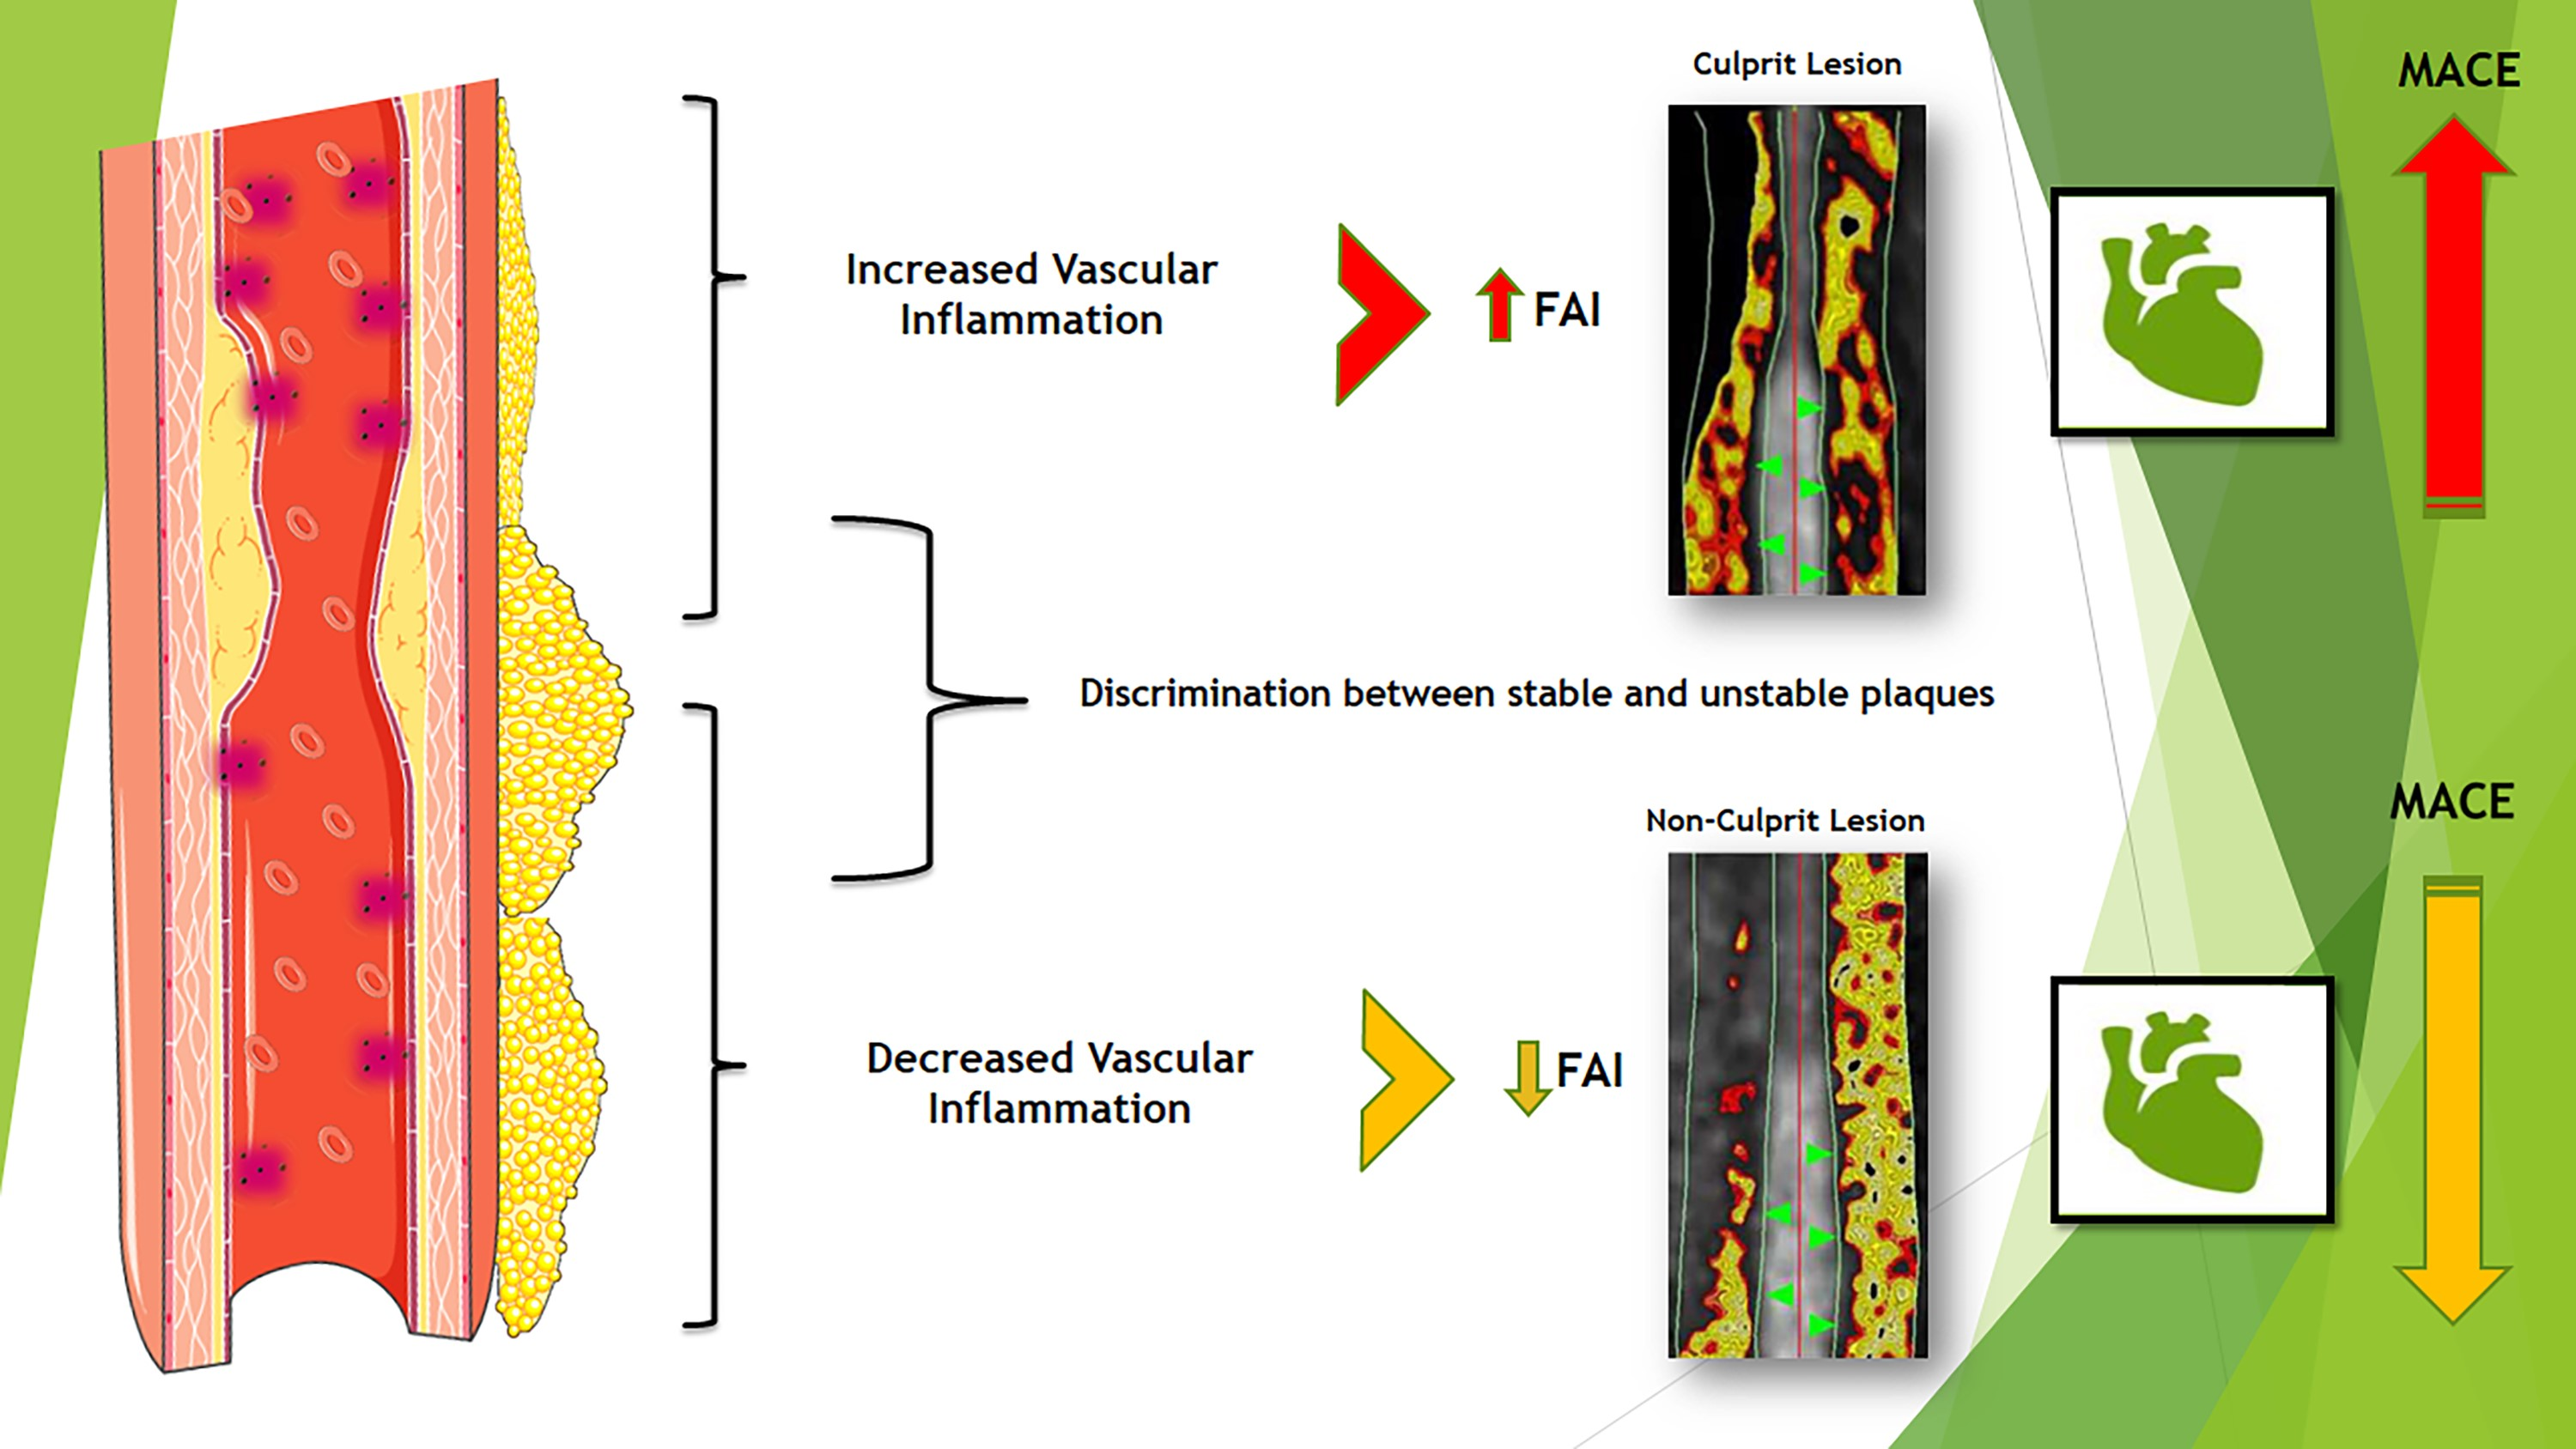 Culprit Lesion
MACE
Increased Vascular
Inflammation
FAI
Discrimination between stable and unstable plaques
Non-Culprit Lesion
MACE
Decreased Vascular
Inflammation
FAI